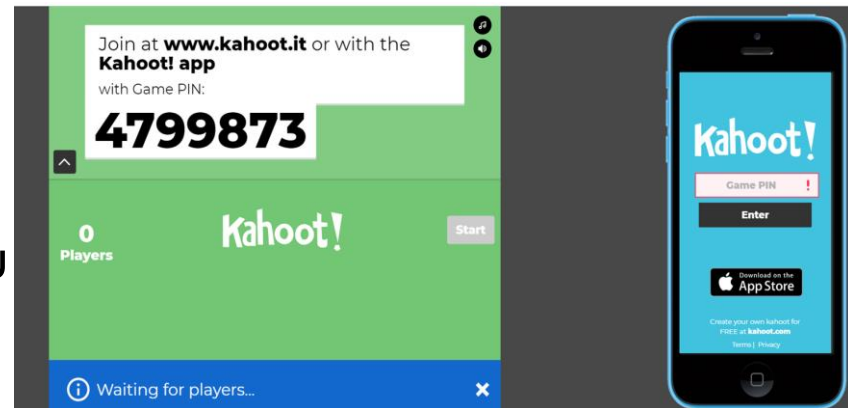 Join at www.kahoot.it or with the
Kahoot! app
with Game PIN:
4799873
0
Players
Kahoot!
Start
Waiting for players...
Kahoot!
Game PIN !
Enter
Download on the
App Store
Create your own kahoot for
FREE at kahoot.com
Terms | Privacy